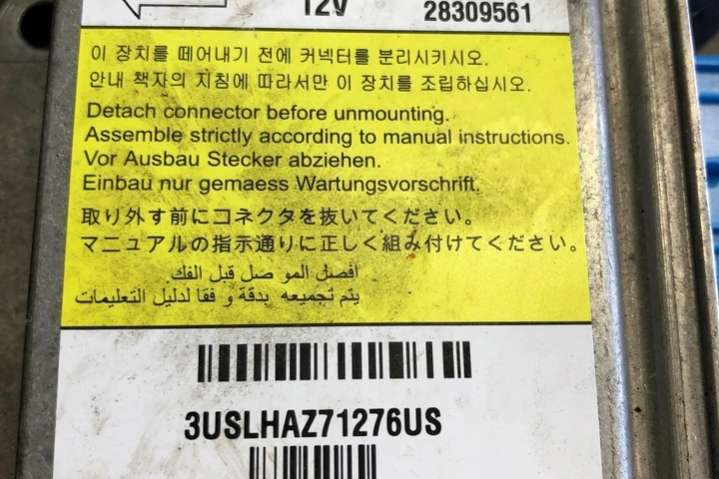 12V
28309561
이 장치를 떼어내기 전에 커넥터를 분리시키시오.
안내 책자의 지침에 따라서만 이 장치를 조립하십시오.
Detach connector before unmounting.
Assemble strictly according to manual instructions.
Vor Ausbau Stecker abziehen.
Einbau nur gemaess Wartungsvorschrift.
取り外す前にコネクタを抜いてください。
マニュアルの指示通りに正しく組み付けてください。
افصل الموصل قبل الفك
يتم تجميعه بدقة و فقا لدليل التعليمات
3USLHAZ71276US